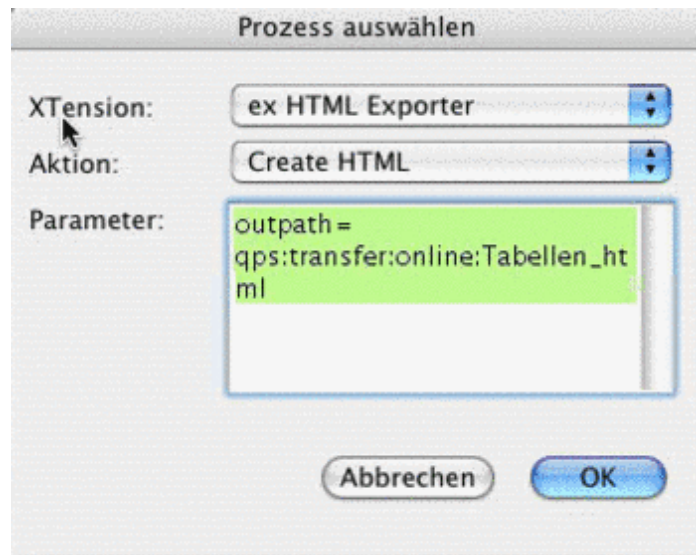 Prozess auswählen
XTension: ex HTML Exporter
Aktion: Create HTML
Parameter: outpath =
qps:transfer:online:Tabellen_ht
ml
Abbrechen OK